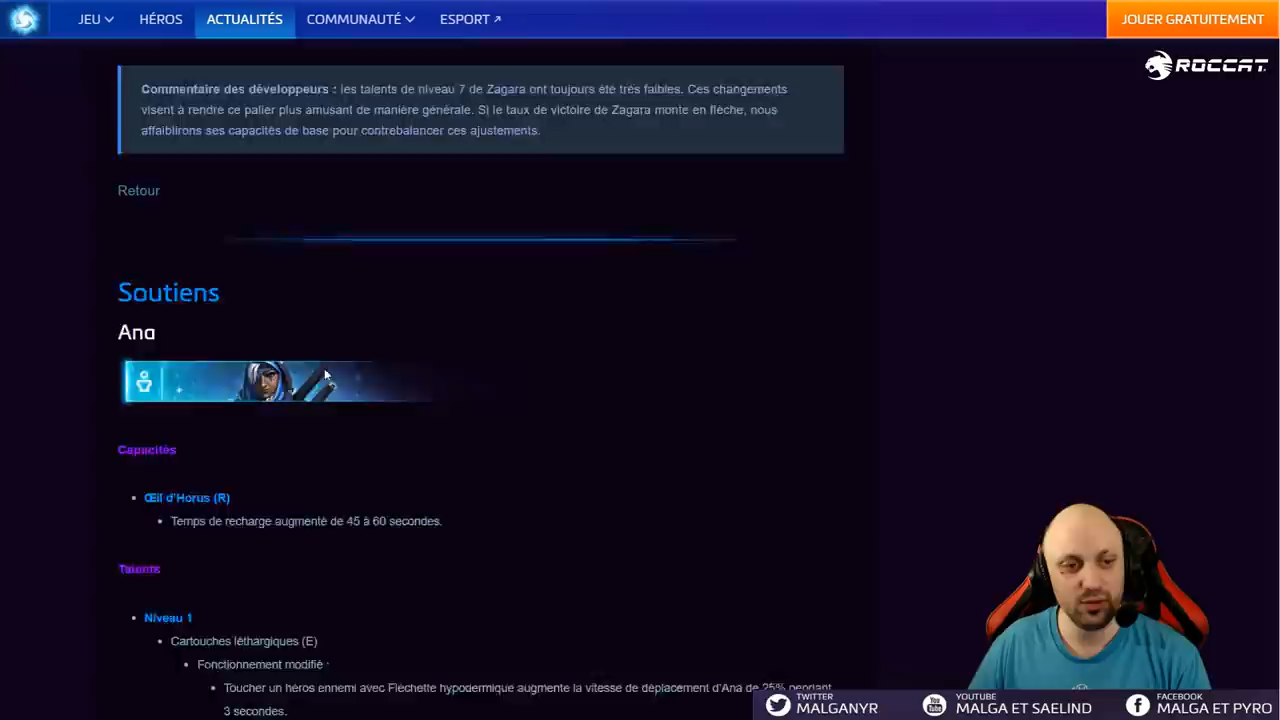 JEU HÉROS ACTUALITÉS COMMUNAUTÉ ESPORT JOUER GRATUITEMENT
ROCCAT
Commentaire des développeurs : les talents de niveau 7 de Zagara ont toujours été très faibles. Ces changements
visent à rendre ce palier plus amusant de manière générale. Si le taux de victoire de Zagara monte en flèche, nous
affaiblirons ses capacités de base pour contrebalancer ces ajustements.
Retour
Soutiens
Ana
Capacités
Œil d'Horus (R)
Temps de recharge augmenté de 45 à 60 secondes.
Talents
Niveau 1
Cartouches léthargiques (E)
Fonctionnement modifié :
Toucher un héros ennemi avec Fléchette hypodermique augmente la vitesse de déplacement d'Ana de 25% pendant
3 secondes.
TWITTER
MALGANYR
YOUTUBE
MALGA ET SAELIND
FACEBOOK
MALGA ET PYRO